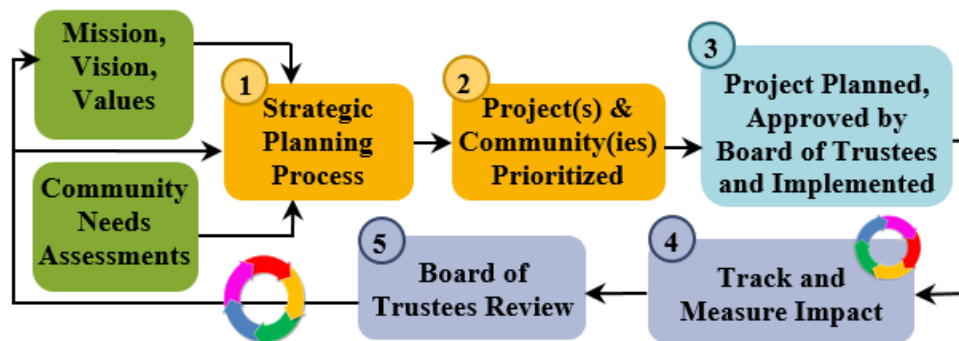 Mission,
Vision,
Values
1
Strategic
Planning
Process
2
Project(s) &
Community(ies)
Prioritized
3
Project Planned,
Approved by
Board of Trustees
and Implemented
Community
Needs
Assessments
4
Track and
Measure Impact
5
Board of
Trustees Review